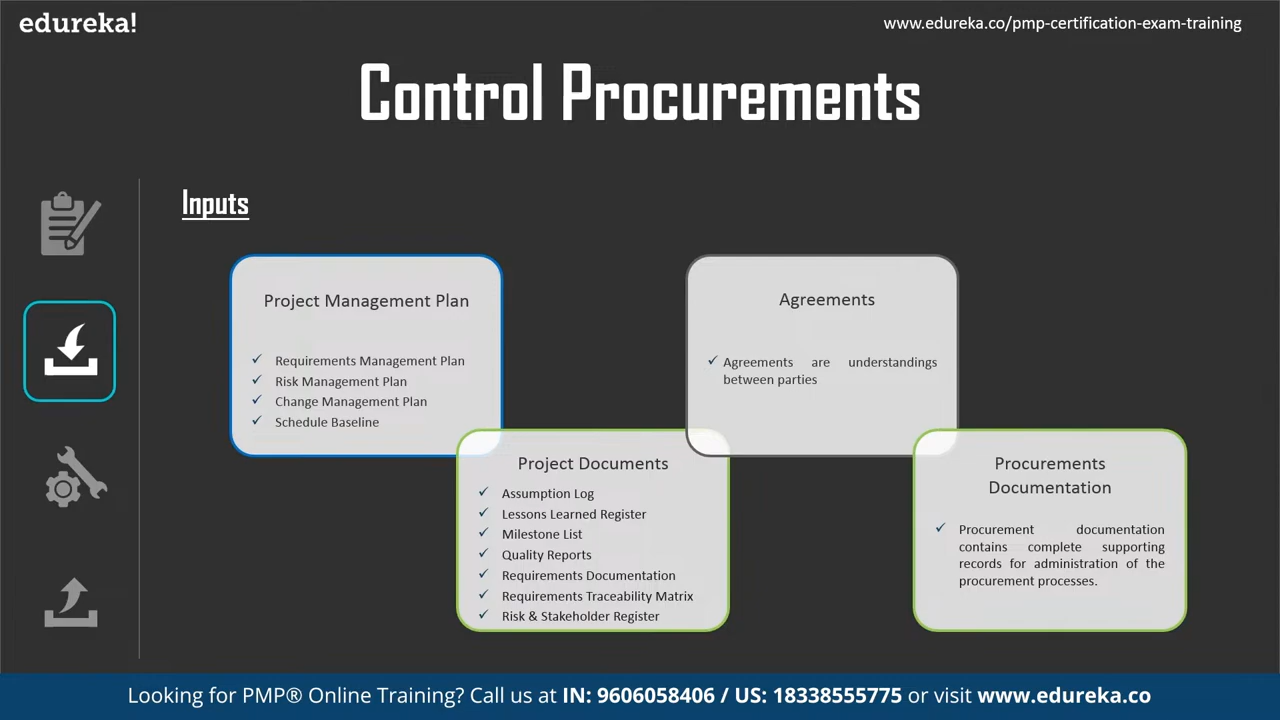 edureka!
www.edureka.co/pmp-certification-exam-training
Control Procurements
Inputs
Project Management Plan
Requirements Management Plan
Risk Management Plan
Change Management Plan
Schedule Baseline
Project Documents
Assumption Log
Lessons Learned Register
Milestone List
Quality Reports
Requirements Documentation
Requirements Traceability Matrix
Risk & Stakeholder Register
Agreements
Agreements are understandings
between parties
Procurements
Documentation
Procurement documentation
contains complete supporting
records for administration of the
procurement processes.
Looking for PMP® Online Training? Call us at IN: 9606058406 / US: 18338555775 or visit www.edureka.co